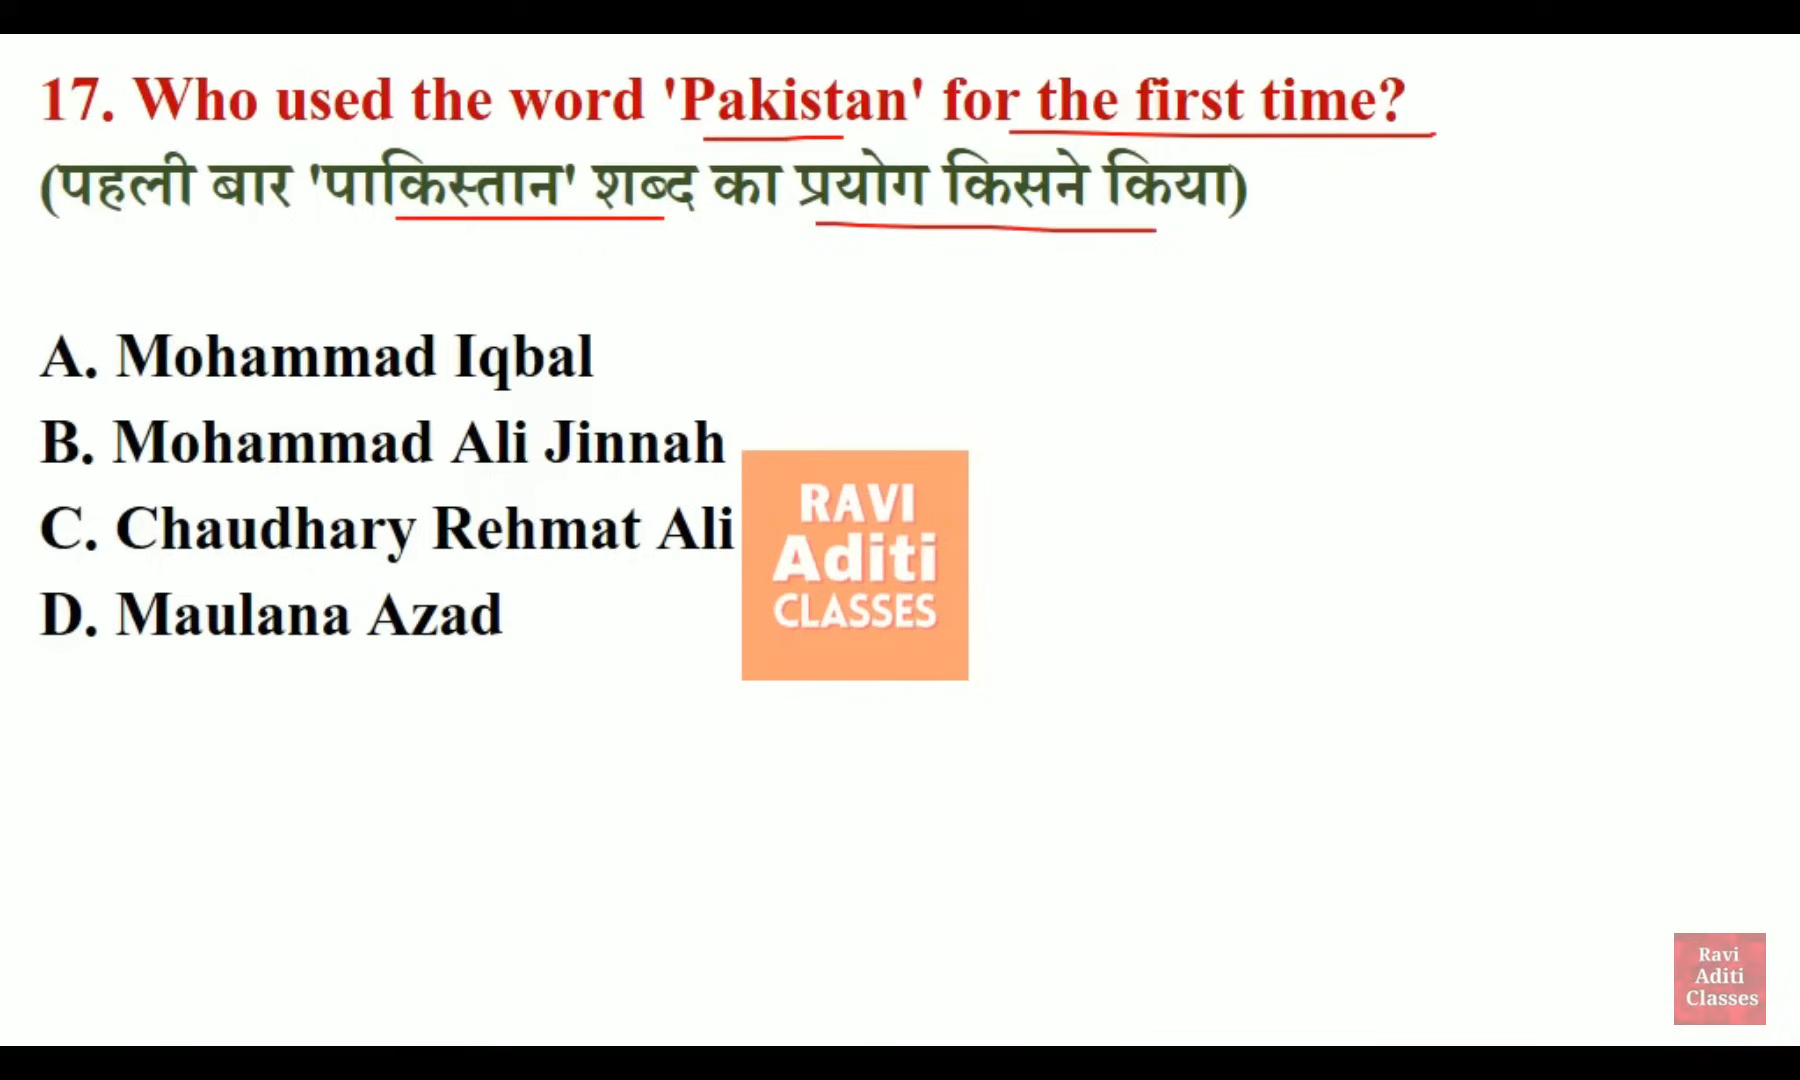 17. Who used the word 'Pakistan' for the first time?
(पहली बार 'पाकिस्तान' शब्द का प्रयोग किसने किया)
A. Mohammad Iqbal
B. Mohammad Ali Jinnah
C. Chaudhary Rehmat Ali
D. Maulana Azad
RAVI
Aditi
CLASSES
Ravi
Aditi
Classes